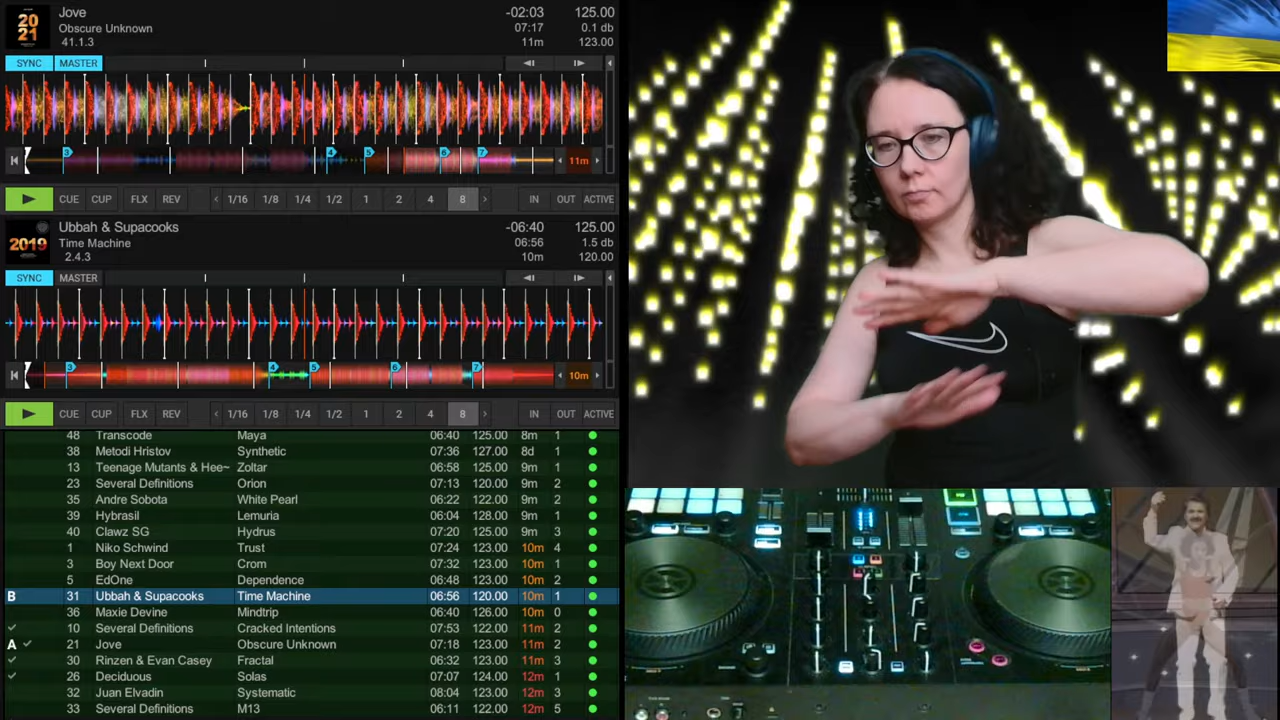 20 21
Jove -02:03 125.00
Obscure Unknown 07:17 0.1 db
41.1.3 11m 123.00
SYNC MASTER
3 4 5 6 7 11m
CUE CUP FLX REV 1/16 1/8 1/4 1/2 1 2 4 8 IN OUT ACTIVE
2019
Ubbah & Supacooks -06:40 125.00
Time Machine 06:56 1.5 db
2.4.3 10m 120.00
SYNC MASTER
3 4 5 6 7 10m
CUE CUP FLX REV 1/16 1/8 1/4 1/2 1 2 4 8 IN OUT ACTIVE
48 Transcode Maya 06:40 125.00 8m 1
38 Metodi Hristov Synthetic 07:36 127.00 8d 1
13 Teenage Mutants & Hee~ Zoltar 06:58 125.00 9m 1
23 Several Definitions Orion 07:13 120.00 9m 2
35 Andre Sobota White Pearl 06:22 122.00 9m 2
39 Hybrasil Lemuria 06:04 128.00 9m 1
40 Clawz SG Hydrus 07:20 125.00 9m 3
1 Niko Schwind Trust 07:24 123.00 10m 4
3 Boy Next Door Crom 07:32 123.00 10m 1
5 EdOne Dependence 06:48 123.00 10m 2
B 31 Ubbah & Supacooks Time Machine 06:56 120.00 10m 1
36 Maxie Devine Mindtrip 06:40 126.00 10m 0
10 Several Definitions Cracked Intentions 07:53 122.00 11m 2
A 21 Jove Obscure Unknown 07:18 123.00 11m 2
30 Rinzen & Evan Casey Fractal 06:32 123.00 11m 3
26 Deciduous Solas 07:07 124.00 12m 1
32 Juan Elvadin Systematic 08:04 123.00 12m 3
33 Several Definitions M13 06:11 122.00 12m 5